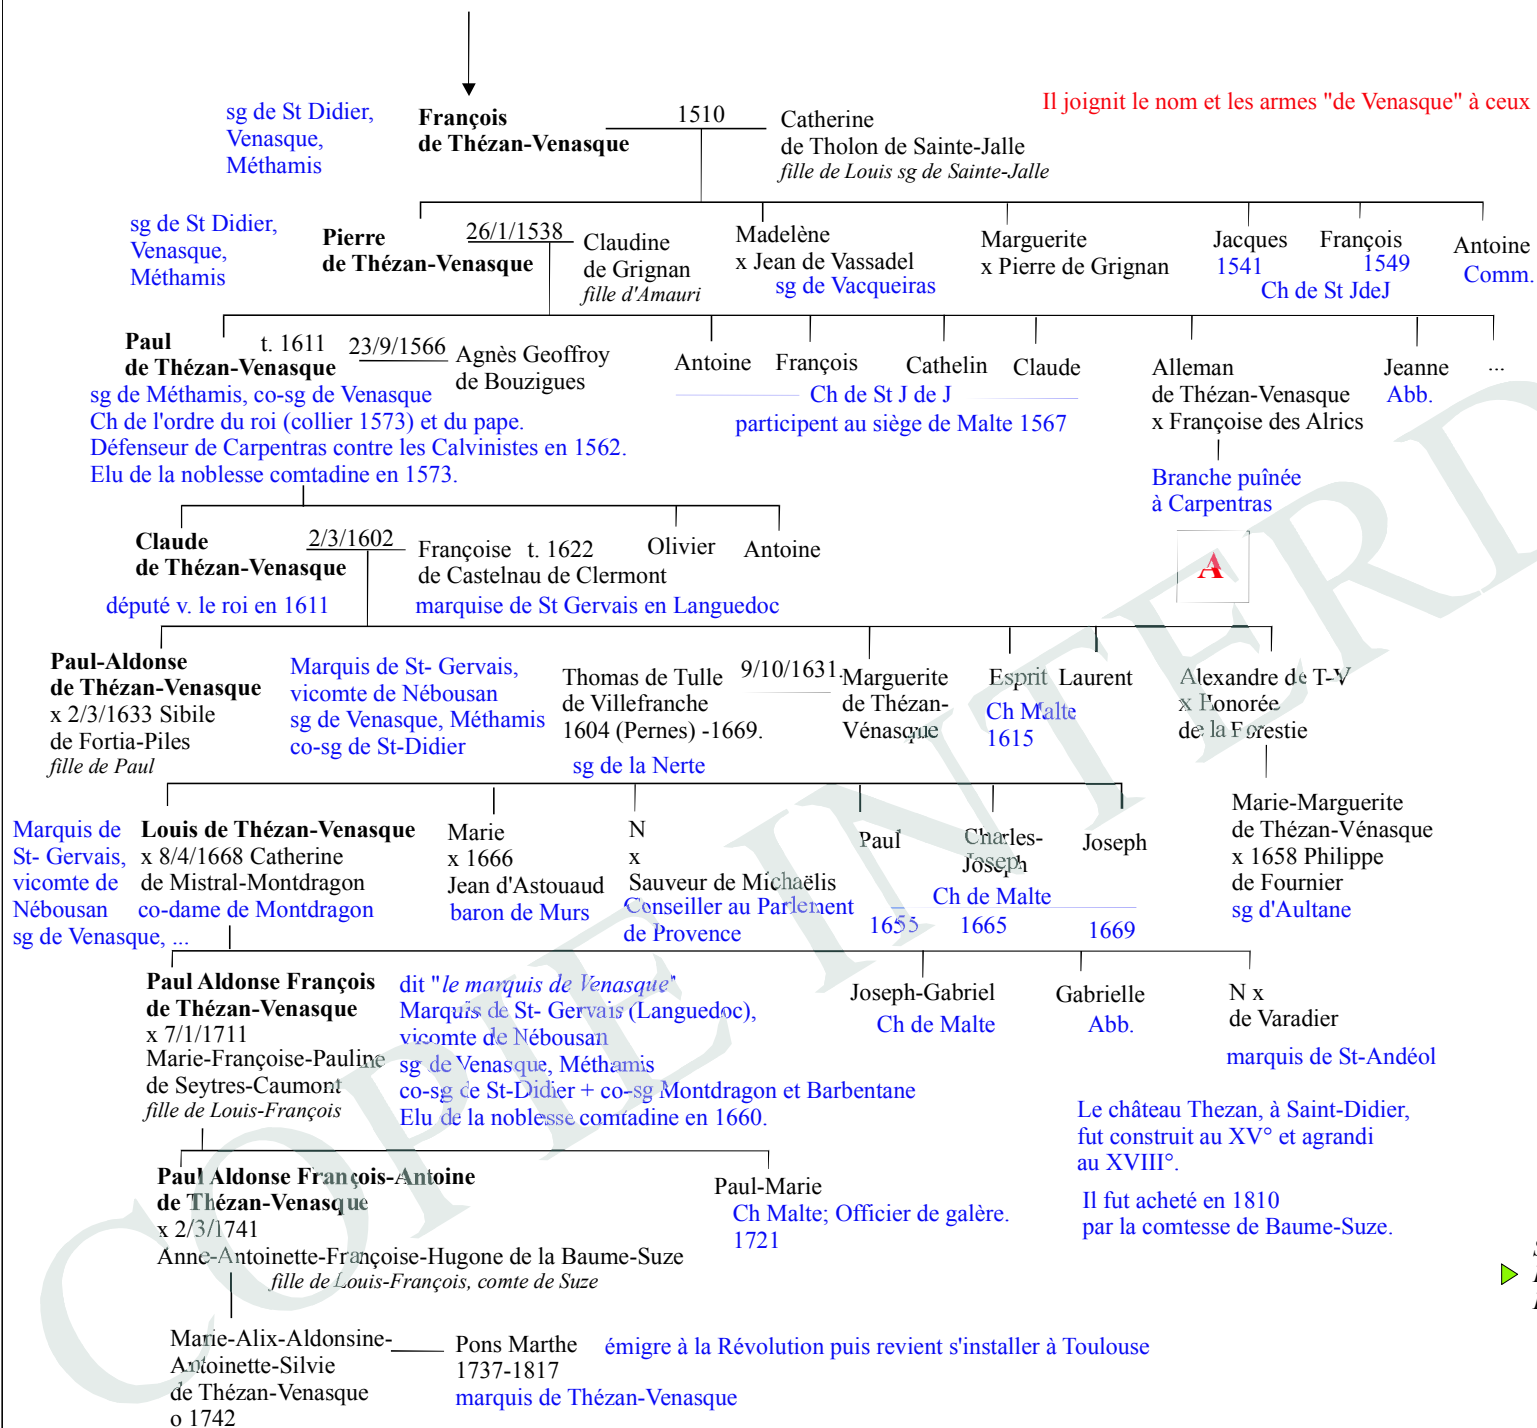 Il joignit le nom et les armes "de Venasque" à ceux
sg de St Didier,
Venasque,
Méthamis
François
de Thézan-Venasque
1510
Catherine
de Tholon de Sainte-Jalle
fille de Louis sg de Sainte-Jalle
sg de St Didier,
Venasque,
Méthamis
Pierre
de Thézan-Venasque
26/1/1538
Claudine
de Grignan
fille d'Amauri
Madelène
x Jean de Vassadel
sg de Vacqueiras
Marguerite
x Pierre de Grignan
Jacques
1541
François
1549
Ch de St JdeJ
Antoine
Comm.
Paul
t. 1611
de Thézan-Venasque
23/9/1566
Agnès Geoffroy
de Bouzigues
sg de Méthamis, co-sg de Venasque
Ch de l'ordre du roi (collier 1573) et du pape.
Défenseur de Carpentras contre les Calvinistes en 1562.
Elu de la noblesse comtadine en 1573.
Antoine
François
Cathelin
Claude
Ch de St J de J
participent au siège de Malte 1567
Alleman
de Thézan-Venasque
x Françoise des Alrics
Branche puînée
à Carpentras
A
Jeanne
Abb.
...
Claude
de Thézan-Venasque
député v. le roi en 1611
2/3/1602
Françoise t. 1622
de Castelnau de Clermont
marquise de St Gervais en Languedoc
Olivier
Antoine
Paul-Aldonse
de Thézan-Venasque
x 2/3/1633 Sibile
de Fortia-Piles
fille de Paul
Marquis de St- Gervais,
vicomte de Nébousan
sg de Venasque, Méthamis
co-sg de St-Didier
Thomas de Tulle
de Villefranche
1604 (Pernes) -1669.
sg de la Nerte
9/10/1631
Marguerite
de Thézan-
Vénasque
Esprit
Ch Malte
1615
Laurent
Alexandre de T-V
x Honorée
de la Forestie
Marquis de
St- Gervais,
vicomte de
Nébousan
sg de Venasque, ...
Louis de Thézan-Venasque
x 8/4/1668 Catherine
de Mistral-Montdragon
co-dame de Montdragon
Marie
x 1666
Jean d'Astouaud
baron de Murs
N
x
Sauveur de Michaëlis
Conseiller au Parlement
de Provence
Paul
Charles-
Joseph
Joseph
Ch de Malte
1655
1665
1669
Marie-Marguerite
de Thézan-Vénasque
x 1658 Philippe
de Fournier
sg d'Aultane
Paul Aldonse François
de Thézan-Venasque
x 7/1/1711
Marie-Françoise-Pauline
de Seytres-Caumont
fille de Louis-François
dit "le marquis de Venasque"
Marquis de St- Gervais (Languedoc),
vicomte de Nébousan
sg de Venasque, Méthamis
co-sg de St-Didier + co-sg Montdragon et Barbentane
Elu de la noblesse comtadine en 1660.
Joseph-Gabriel
Ch de Malte
Gabrielle
Abb.
N x
de Varadier
marquis de St-Andéol
Le château Thezan, à Saint-Didier,
fut construit au XV° et agrandi
au XVIII°.
Il fut acheté en 1810
par la comtesse de Baume-Suze.
Paul Aldonse François-Antoine
de Thézan-Venasque
x 2/3/1741
Anne-Antoinette-Françoise-Hugone de la Baume-Suze
fille de Louis-François, comte de Suze
Paul-Marie
Ch Malte; Officier de galère.
1721
Marie-Alix-Aldonsine-
Antoinette-Silvie
de Thézan-Venasque
o 1742
Pons Marthe
1737-1817
marquis de Thézan-Venasque
émigre à la Révolution puis revient s'installer à Toulouse
COPIE INTERD